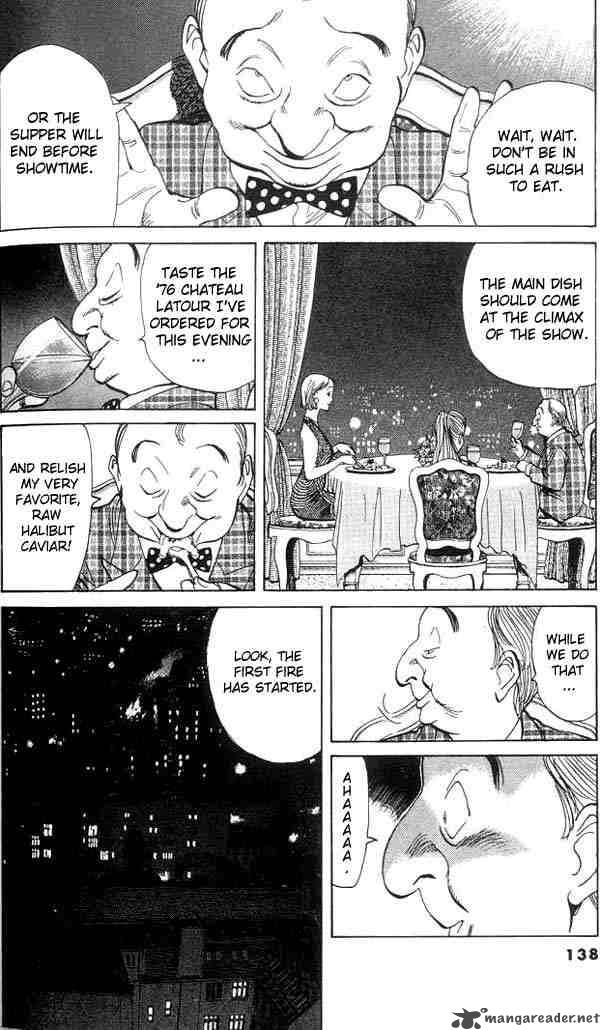 WAIT, WAIT.
DON'T BE IN
SUCH A RUSH
TO EAT.
OR THE
SUPPER WILL
END BEFORE
SHOWTIME.
THE MAIN DISH
SHOULD COME
AT THE CLIMAX
OF THE SHOW.
TASTE THE
'76 CHATEAU
LATOUR I'VE
ORDERED FOR
THIS EVENING
...
AND RELISH
MY VERY
FAVORITE,
RAW
HALIBUT
CAVIAR!
WHILE
WE DO
THAT
...
AHAAAAA.
LOOK, THE
FIRST FIRE
HAS STARTED.
138
mangareader.net